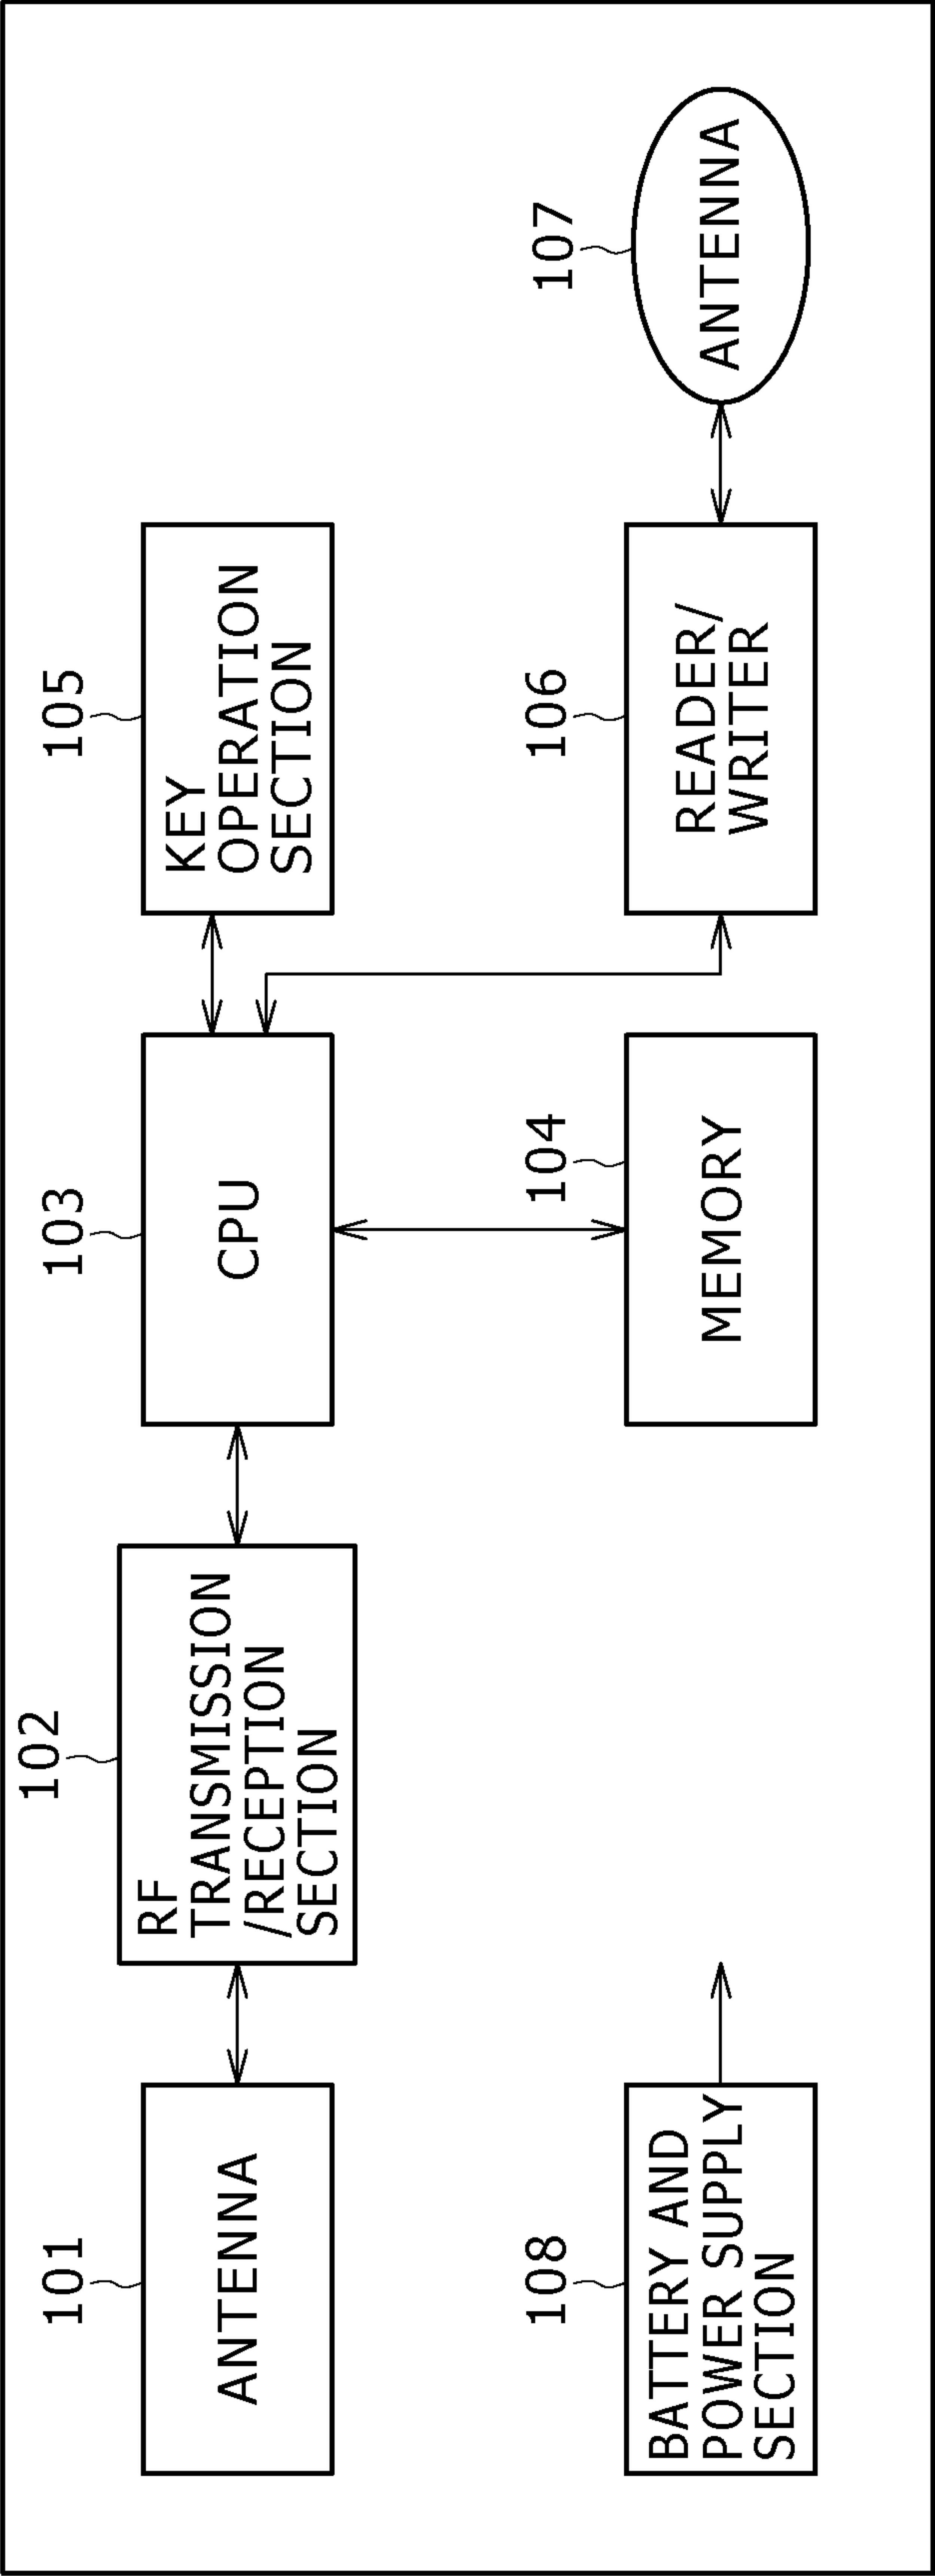 101
ANTENNA
102
RF
TRANSMISSION
/RECEPTION
SECTION
103
CPU
105
KEY
OPERATION
SECTION
108
BATTERY AND
POWER SUPPLY
SECTION
104
MEMORY
106
READER/
WRITER
107
ANTENNA